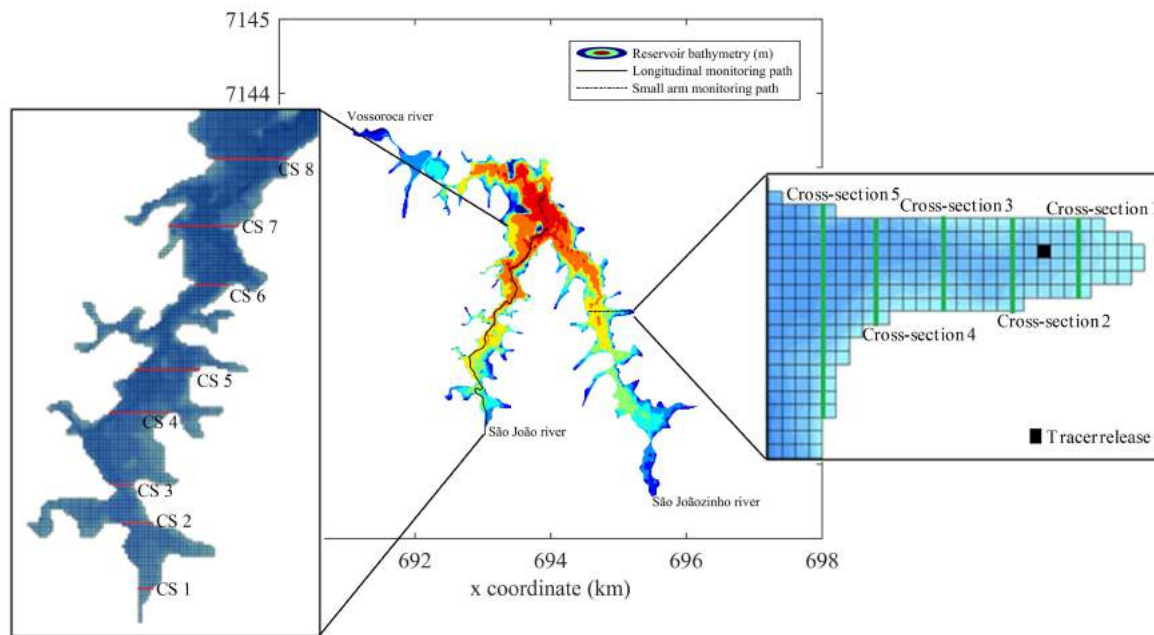 7145
7144
Reservoir bathymetry (m)
Longitudinal monitoring path
Small arm monitoring path
Vossoroca river
CS 8
CS 7
CS 6
CS 5
CS 4
CS 3
CS 2
CS 1
São João river
São Joãozinho river
Cross-section 5
Cross-section 3
Cross-section 1
Cross-section 4
Cross-section 2
Tracer release
692
694
696
698
x coordinate (km)